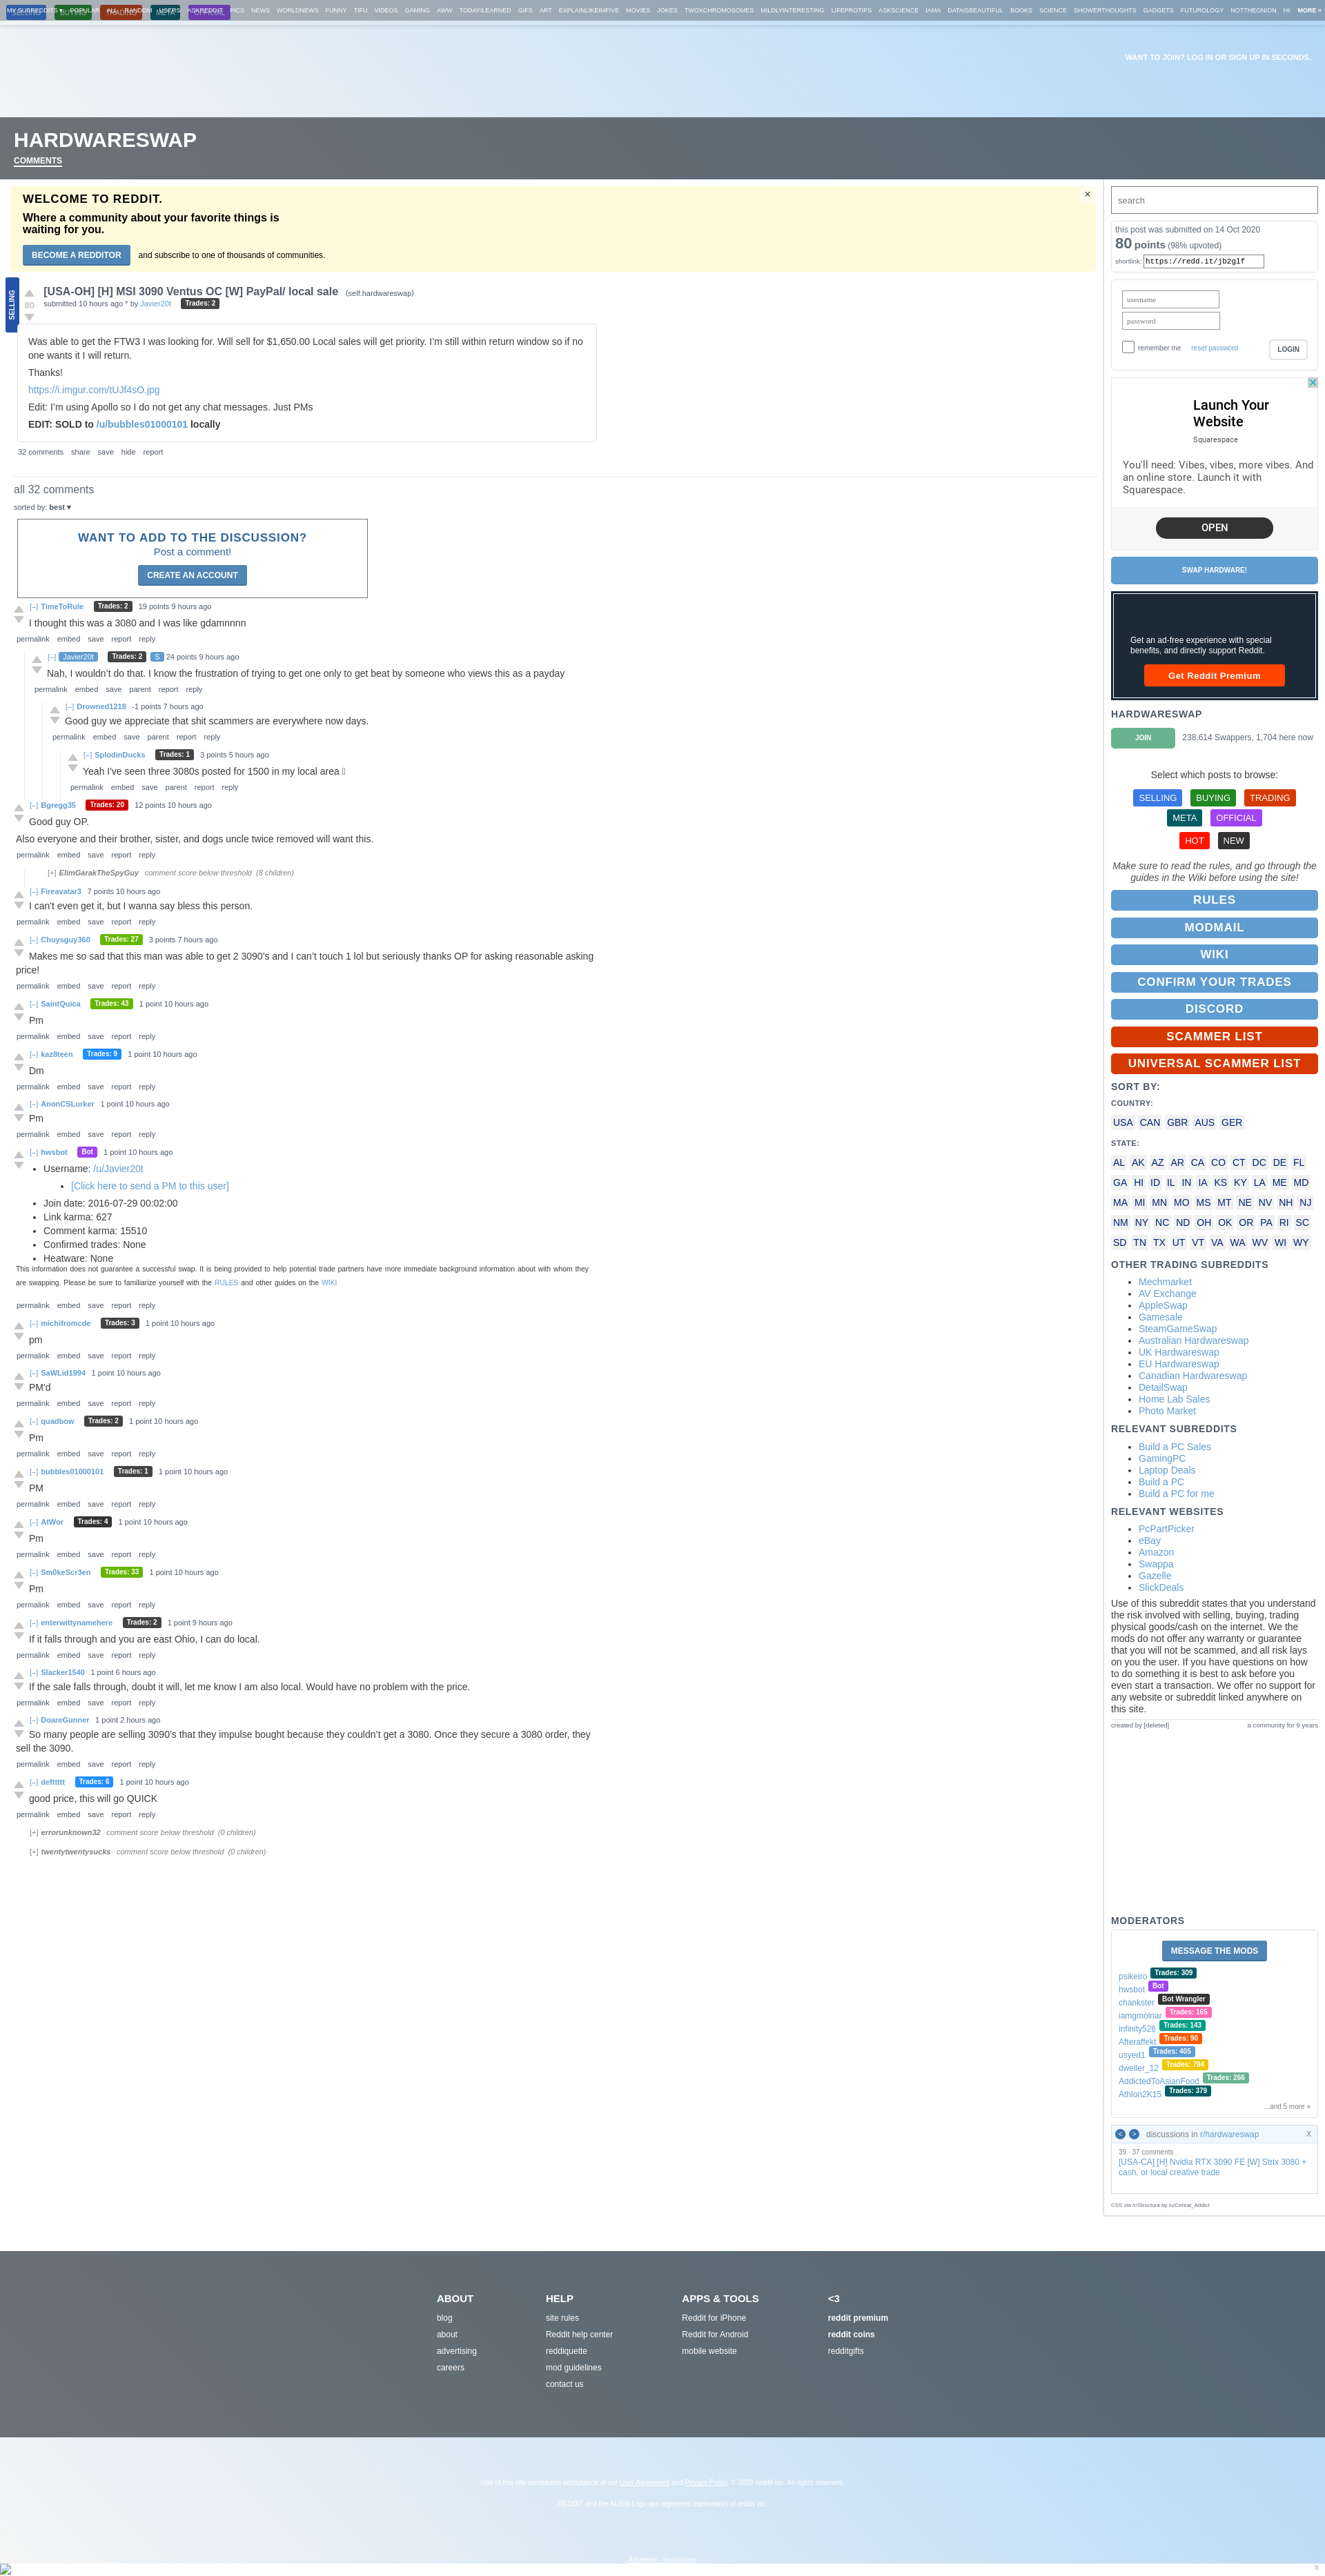 MY SUBREDDITS ▾ POPULAR ALL RANDOM USERS ASKREDDIT PICS NEWS WORLDNEWS FUNNY TIFU VIDEOS GAMING AWW TODAYILEARNED GIFS ART EXPLAINLIKEIMFIVE MOVIES JOKES TWOXCHROMOSOMES MILDLYINTERESTING LIFEPROTIPS ASKSCIENCE IAMA DATAISBEAUTIFUL BOOKS SCIENCE SHOWERTHOUGHTS GADGETS FUTUROLOGY NOTTHEONION HI MORE »
SELLING BUYING TRADING META OFFICIAL
WANT TO JOIN? LOG IN OR SIGN UP IN SECONDS.
HARDWARESWAP
COMMENTS
WELCOME TO REDDIT.
Where a community about your favorite things is
waiting for you.
BECOME A REDDITOR and subscribe to one of thousands of communities.
×
SELLING
80
[USA-OH] [H] MSI 3090 Ventus OC [W] PayPal/ local sale (self.hardwareswap)
submitted 10 hours ago * by Javier20t Trades: 2
Was able to get the FTW3 I was looking for. Will sell for $1,650.00 Local sales will get priority. I'm still within return window so if no
one wants it I will return.
Thanks!
https://i.imgur.com/tUJf4sO.jpg
Edit: I'm using Apollo so I do not get any chat messages. Just PMs
EDIT: SOLD to /u/bubbles01000101 locally
32 comments share save hide report
all 32 comments
sorted by: best ▾
WANT TO ADD TO THE DISCUSSION?
Post a comment!
CREATE AN ACCOUNT
[–] TimeToRule Trades: 2 19 points 9 hours ago
I thought this was a 3080 and I was like gdamnnnn
permalink embed save report reply
[–] Javier20t Trades: 2 S 24 points 9 hours ago
Nah, I wouldn't do that. I know the frustration of trying to get one only to get beat by someone who views this as a payday
permalink embed save parent report reply
[–] Drowned1218 -1 points 7 hours ago
Good guy we appreciate that shit scammers are everywhere now days.
permalink embed save parent report reply
[–] SplodinDucks Trades: 1 3 points 5 hours ago
Yeah I've seen three 3080s posted for 1500 in my local area
permalink embed save parent report reply
[–] Bgregg35 Trades: 20 12 points 10 hours ago
Good guy OP.
Also everyone and their brother, sister, and dogs uncle twice removed will want this.
permalink embed save report reply
[+] ElimGarakTheSpyGuy comment score below threshold (8 children)
[–] Fireavatar3 7 points 10 hours ago
I can't even get it, but I wanna say bless this person.
permalink embed save report reply
[–] Chuysguy360 Trades: 27 3 points 7 hours ago
Makes me so sad that this man was able to get 2 3090's and I can't touch 1 lol but seriously thanks OP for asking reasonable asking
price!
permalink embed save report reply
[–] SaintQuica Trades: 43 1 point 10 hours ago
Pm
permalink embed save report reply
[–] kaz8teen Trades: 9 1 point 10 hours ago
Dm
permalink embed save report reply
[–] AnonCSLurker 1 point 10 hours ago
Pm
permalink embed save report reply
[–] hwsbot Bot 1 point 10 hours ago
• Username: /u/Javier20t
• [Click here to send a PM to this user]
• Join date: 2016-07-29 00:02:00
• Link karma: 627
• Comment karma: 15510
• Confirmed trades: None
• Heatware: None
This information does not guarantee a successful swap. It is being provided to help potential trade partners have more immediate background information about with whom they
are swapping. Please be sure to familiarize yourself with the RULES and other guides on the WIKI
permalink embed save report reply
[–] michifromcde Trades: 3 1 point 10 hours ago
pm
permalink embed save report reply
[–] SaWLid1994 1 point 10 hours ago
PM'd
permalink embed save report reply
[–] quadbow Trades: 2 1 point 10 hours ago
Pm
permalink embed save report reply
[–] bubbles01000101 Trades: 1 1 point 10 hours ago
PM
permalink embed save report reply
[–] AtWor Trades: 4 1 point 10 hours ago
Pm
permalink embed save report reply
[–] Sm0keScr3en Trades: 33 1 point 10 hours ago
Pm
permalink embed save report reply
[–] enterwittynamehere Trades: 2 1 point 9 hours ago
If it falls through and you are east Ohio, I can do local.
permalink embed save report reply
[–] Slacker1540 1 point 6 hours ago
If the sale falls through, doubt it will, let me know I am also local. Would have no problem with the price.
permalink embed save report reply
[–] DoareGunner 1 point 2 hours ago
So many people are selling 3090's that they impulse bought because they couldn't get a 3080. Once they secure a 3080 order, they
sell the 3090.
permalink embed save report reply
[–] defttttt Trades: 6 1 point 10 hours ago
good price, this will go QUICK
permalink embed save report reply
[+] errorunknown32 comment score below threshold (0 children)
[+] twentytwentysucks comment score below threshold (0 children)
search
this post was submitted on 14 Oct 2020
80 points (98% upvoted)
shortlink: https://redd.it/jb2glf
username
password
remember me reset password LOGIN
Launch Your
Website
Squarespace
You'll need: Vibes, vibes, more vibes. And
an online store. Launch it with
Squarespace.
OPEN
SWAP HARDWARE!
Get an ad-free experience with special
benefits, and directly support Reddit.
Get Reddit Premium
HARDWARESWAP
JOIN 238,614 Swappers, 1,704 here now
Select which posts to browse:
SELLING BUYING TRADING
META OFFICIAL
HOT NEW
Make sure to read the rules, and go through the
guides in the Wiki before using the site!
RULES
MODMAIL
WIKI
CONFIRM YOUR TRADES
DISCORD
SCAMMER LIST
UNIVERSAL SCAMMER LIST
SORT BY:
COUNTRY:
USA CAN GBR AUS GER
STATE:
AL AK AZ AR CA CO CT DC DE FL
GA HI ID IL IN IA KS KY LA ME MD
MA MI MN MO MS MT NE NV NH NJ
NM NY NC ND OH OK OR PA RI SC
SD TN TX UT VT VA WA WV WI WY
OTHER TRADING SUBREDDITS
• Mechmarket
• AV Exchange
• AppleSwap
• Gamesale
• SteamGameSwap
• Australian Hardwareswap
• UK Hardwareswap
• EU Hardwareswap
• Canadian Hardwareswap
• DetailSwap
• Home Lab Sales
• Photo Market
RELEVANT SUBREDDITS
• Build a PC Sales
• GamingPC
• Laptop Deals
• Build a PC
• Build a PC for me
RELEVANT WEBSITES
• PcPartPicker
• eBay
• Amazon
• Swappa
• Gazelle
• SlickDeals
Use of this subreddit states that you understand
the risk involved with selling, buying, trading
physical goods/cash on the internet. We the
mods do not offer any warranty or guarantee
that you will not be scammed, and all risk lays
on you the user. If you have questions on how
to do something it is best to ask before you
even start a transaction. We offer no support for
any website or subreddit linked anywhere on
this site.
created by [deleted] a community for 9 years
MODERATORS
MESSAGE THE MODS
psikeiro Trades: 309
hwsbot Bot
chankster Bot Wrangler
iamgmolnar Trades: 165
infinity526 Trades: 143
Afteraffekt Trades: 90
usyed1 Trades: 405
dweller_12 Trades: 794
AddictedToAsianFood Trades: 266
Athlon2K15 Trades: 379
...and 5 more »
< > discussions in r/hardwareswap X
39 · 37 comments
[USA-CA] [H] Nvidia RTX 3090 FE [W] Strix 3080 +
cash, or local creative trade
CSS via /r/Structura by /u/Cereal_Addict
ABOUT
blog
about
advertising
careers
HELP
site rules
Reddit help center
reddiquette
mod guidelines
contact us
APPS & TOOLS
Reddit for iPhone
Reddit for Android
mobile website
<3
reddit premium
reddit coins
redditgifts
Use of this site constitutes acceptance of our User Agreement and Privacy Policy. © 2020 reddit inc. All rights reserved.
REDDIT and the ALIEN Logo are registered trademarks of reddit inc.
Advertise - technology
π